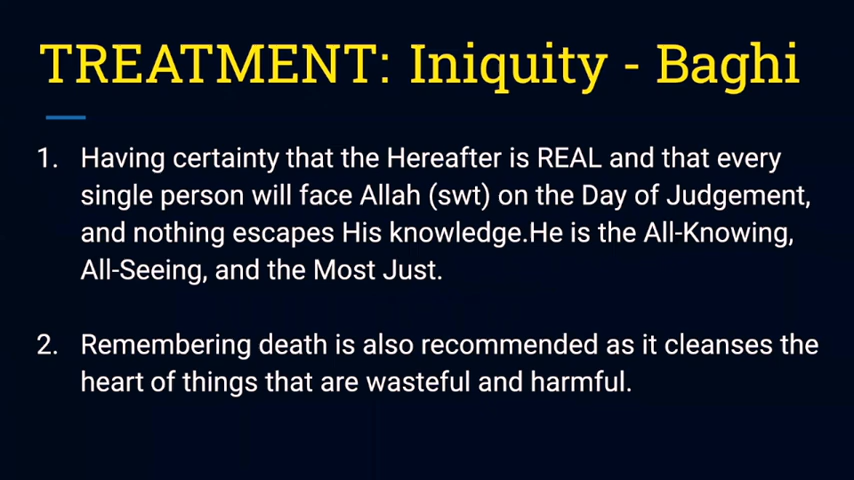 TREATMENT: Iniquity - Baghi
1. Having certainty that the Hereafter is REAL and that every
single person will face Allah (swt) on the Day of Judgement,
and nothing escapes His knowledge.He is the All-Knowing,
All-Seeing, and the Most Just.
2. Remembering death is also recommended as it cleanses the
heart of things that are wasteful and harmful.